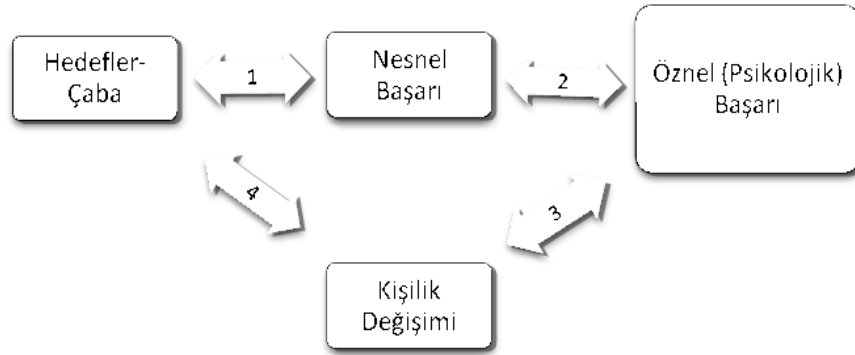 Hedefler-
Çaba
1
Nesnel
Başarı
2
Öznel (Psikolojik)
Başarı
4
3
Kişilik
Değişimi